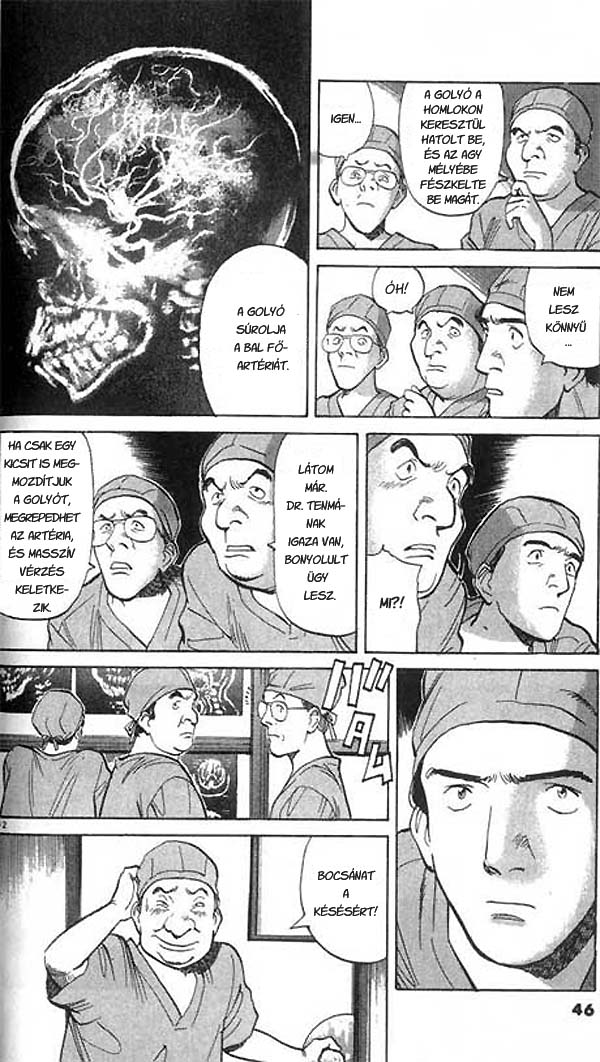 A GOLYÓ A
HOMLOKON
KERESZTÜL
HATOLT BE,
ÉS AZ AGY
MÉLYÉBE
FÉSZKELTE
BE MAGÁT.
IGEN...
NEM
LESZ
KÖNNYŰ
...
ÓH!
A GOLYÓ
SÚROLJA
A BAL FŐ-
ARTÉRIÁT.
MI?!
LÁTOM
MÁR.
DR. TENMÁ-
NAK
IGAZA VAN,
BONYOLULT
ÜGY
LESZ.
HA CSAK EGY
KICSIT IS MEG-
MOZDÍTJUK
A GOLYÓT,
MEGREPEDHET
AZ ARTÉRIA,
ÉS MASSZÍV
VÉRZÉS
KELETKE-
ZIK.
BOCSÁNAT
A
KÉSÉSÉRT!
46